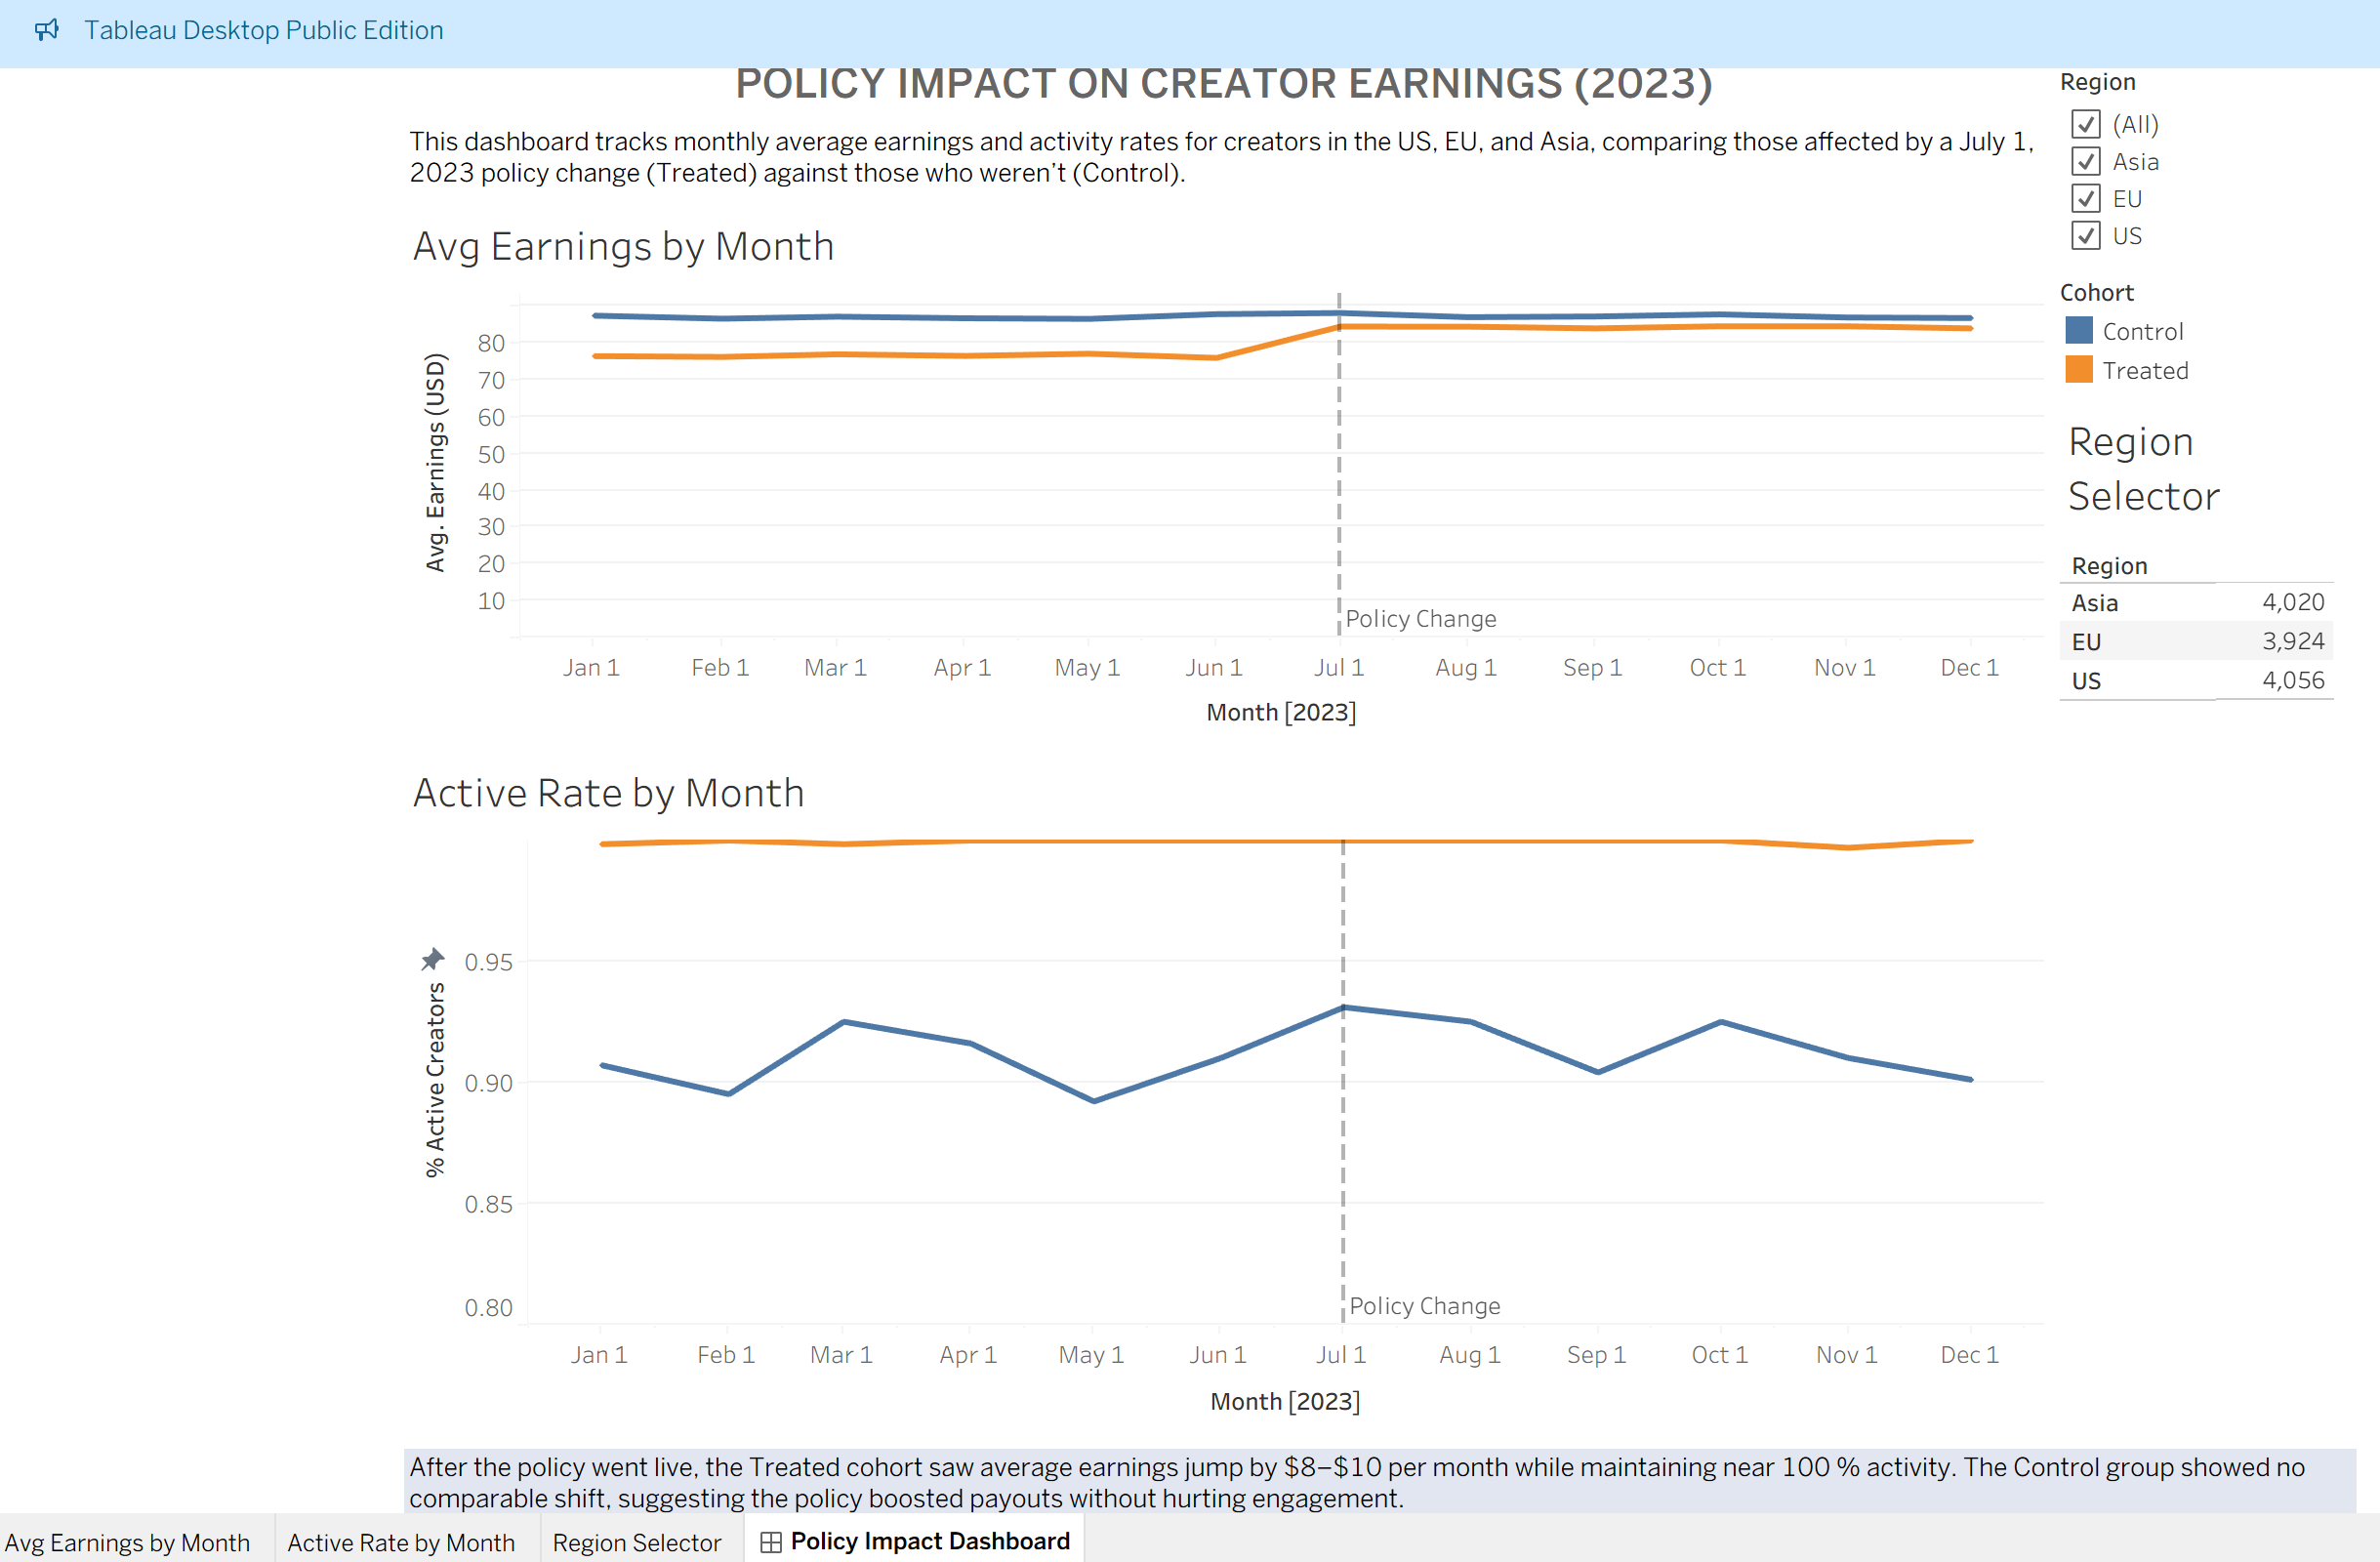 Tableau Desktop Public Edition
POLICY IMPACT ON CREATOR EARNINGS (2023)
This dashboard tracks monthly average earnings and activity rates for creators in the US, EU, and Asia, comparing those affected by a July 1,
2023 policy change (Treated) against those who weren’t (Control).
Avg Earnings by Month
Avg. Earnings (USD)
80
70
60
50
40
30
20
10
Policy Change
Jan 1 Feb 1 Mar 1 Apr 1 May 1 Jun 1 Jul 1 Aug 1 Sep 1 Oct 1 Nov 1 Dec 1
Month [2023]
Active Rate by Month
% Active Creators
0.95
0.90
0.85
0.80
Policy Change
Jan 1 Feb 1 Mar 1 Apr 1 May 1 Jun 1 Jul 1 Aug 1 Sep 1 Oct 1 Nov 1 Dec 1
Month [2023]
Region
(All)
Asia
EU
US
Cohort
Control
Treated
Region
Selector
Region
Asia 4,020
EU 3,924
US 4,056
After the policy went live, the Treated cohort saw average earnings jump by $8–$10 per month while maintaining near 100 % activity. The Control group showed no
comparable shift, suggesting the policy boosted payouts without hurting engagement.
Avg Earnings by Month Active Rate by Month Region Selector Policy Impact Dashboard